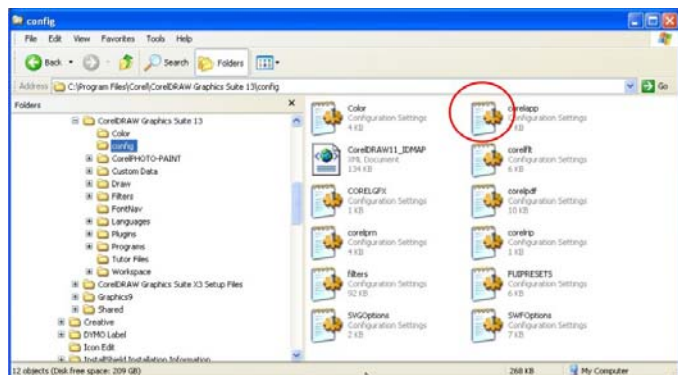 config
File Edit View Favorites Tools Help
Back Search Folders
Address C:\Program Files\Corel\CorelDRAW Graphics Suite 13\config Go
Folders
CorelDRAW Graphics Suite 13
Color
config
CorelPHOTO-PAINT
Custom Data
Draw
Filters
FontNav
Languages
Plugins
Programs
Tutor Files
Workspace
CorelDRAW Graphics Suite X3 Setup Files
Graphics9
Shared
Creative
DYMO Label
Icon Edit
InstallShield Installation Information
Color
Configuration Settings
4 KB
corelapp
Configuration Settings
KB
CorelDRAW11_IDMAP
XML Document
134 KB
corelflt
Configuration Settings
6 KB
CORELGFX
Configuration Settings
1 KB
corelpdf
Configuration Settings
10 KB
corelprn
Configuration Settings
4 KB
corelrip
Configuration Settings
1 KB
filters
Configuration Settings
92 KB
PUIPRESETS
Configuration Settings
6 KB
SVGOptions
Configuration Settings
2 KB
SWFOptions
Configuration Settings
7 KB
12 objects (Disk free space: 209 GB) 268 KB My Computer